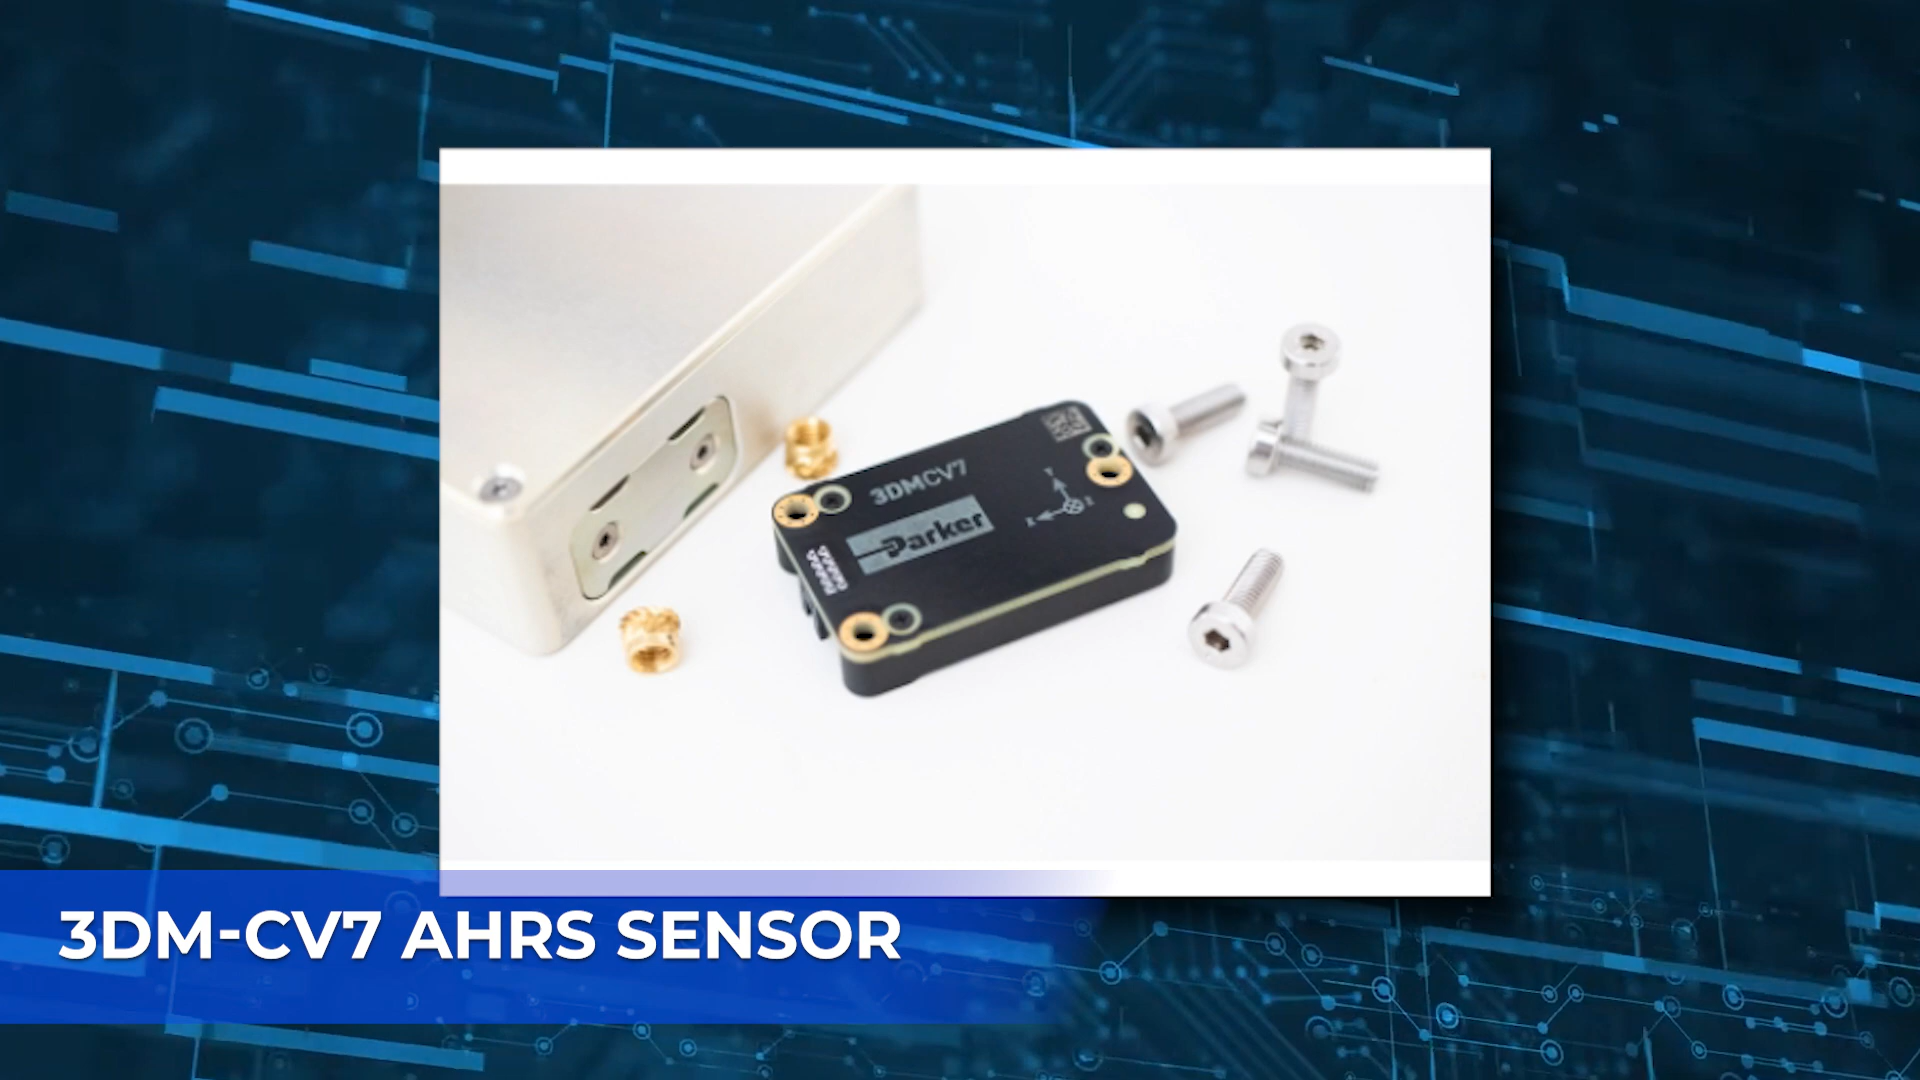 3DMCV7
Parker
Y
X
Z
3DM-CV7 AHRS SENSOR